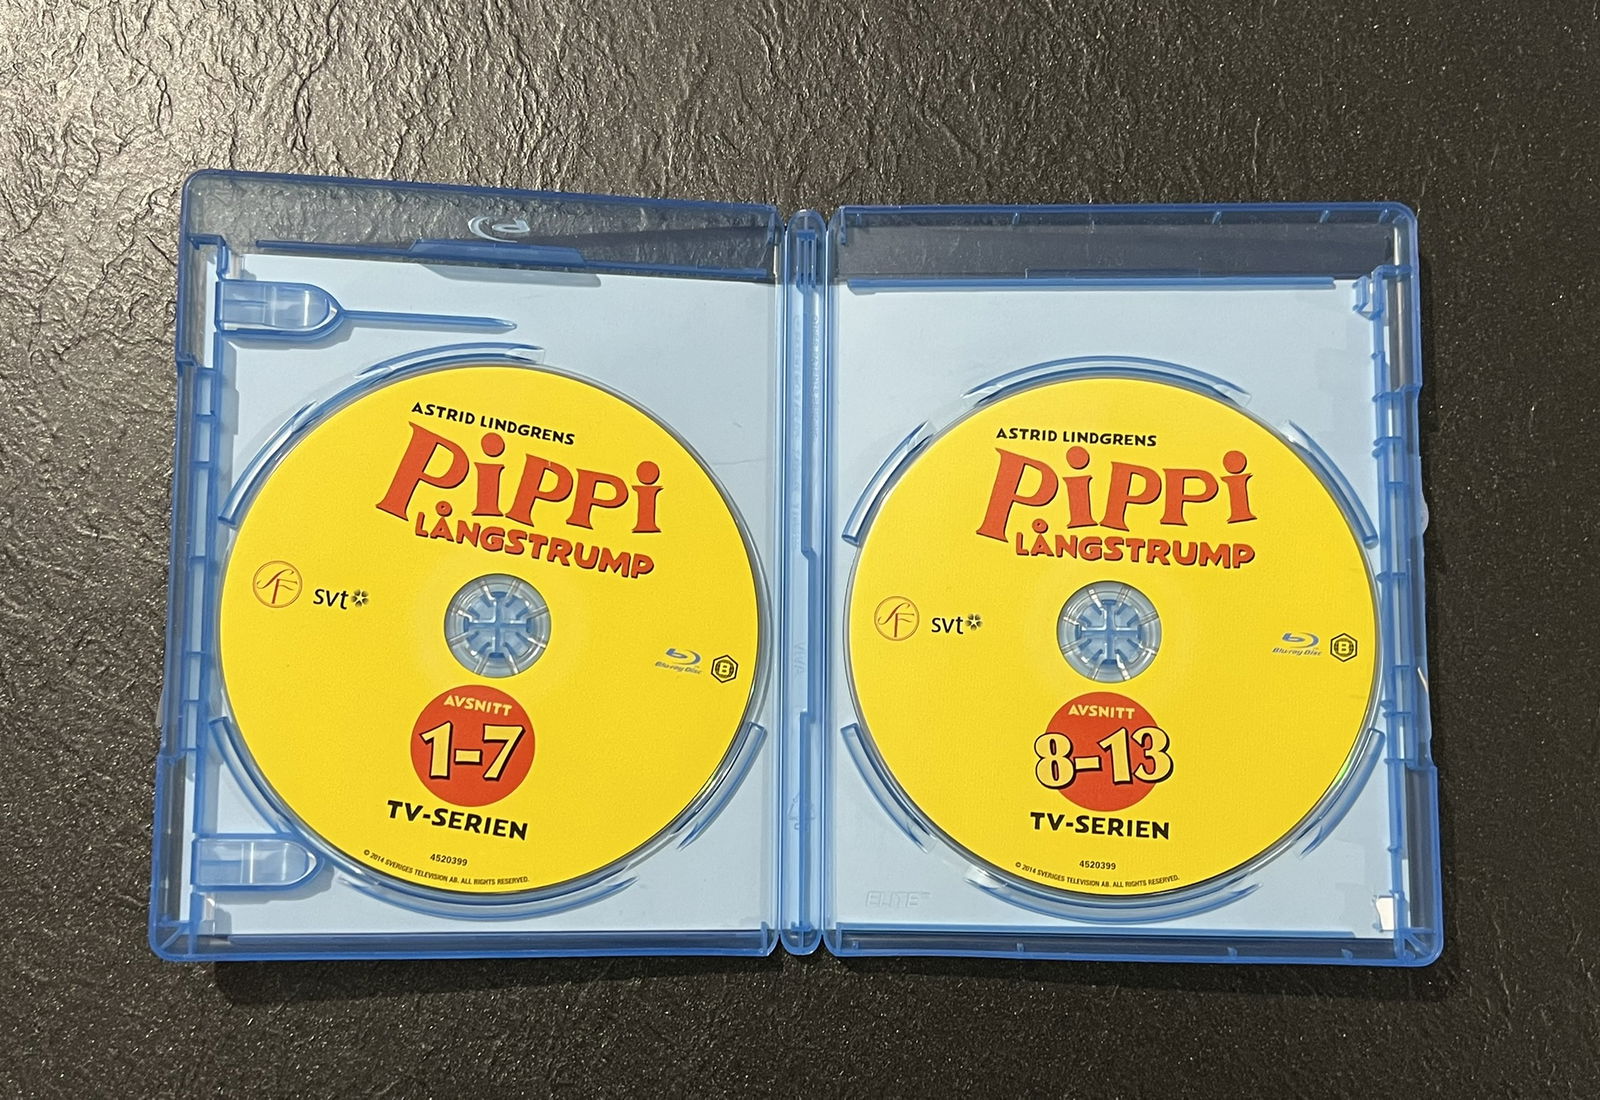 ASTRID LINDGRENS
PiPPi
LÅNGSTRUMP
SF
svt
Blu-ray Disc
B
AVSNITT
1-7
TV-SERIEN
4520399
© 2014 SVERIGES TELEVISION AB. ALL RIGHTS RESERVED.
ASTRID LINDGRENS
PiPPi
LÅNGSTRUMP
SF
svt
Blu-ray Disc
B
AVSNITT
8-13
TV-SERIEN
4520399
© 2014 SVERIGES TELEVISION AB. ALL RIGHTS RESERVED.
ELITE